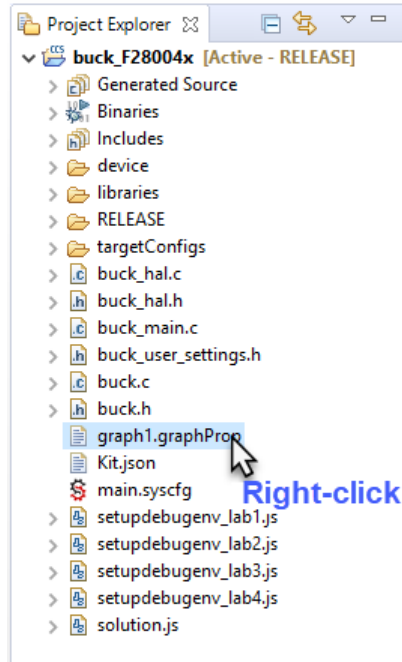 Project Explorer
CCS
buck_F28004x [Active - RELEASE]
Generated Source
Binaries
Includes
device
libraries
RELEASE
targetConfigs
buck_hal.c
buck_hal.h
buck_main.c
buck_user_settings.h
buck.c
buck.h
graph1.graphProp
Kit.json
main.syscfg
Right-click
setupdebugenv_lab1.js
setupdebugenv_lab2.js
setupdebugenv_lab3.js
setupdebugenv_lab4.js
solution.js